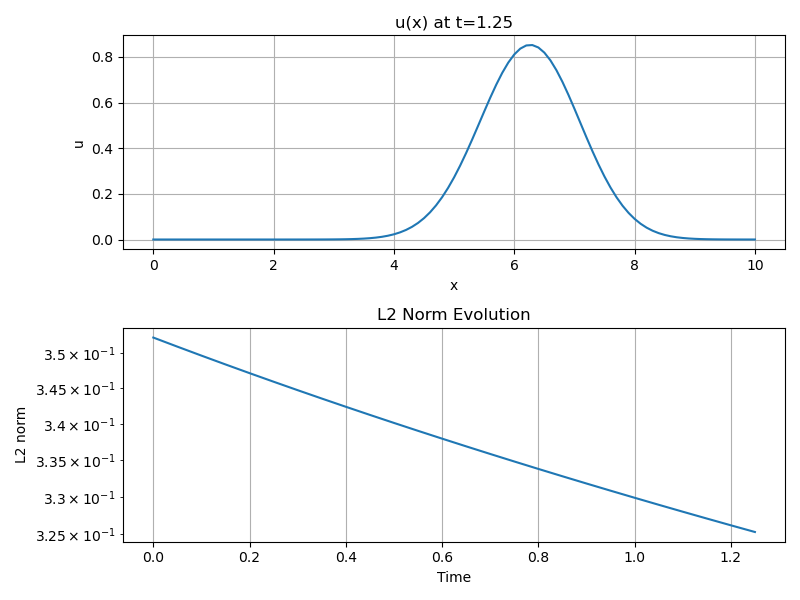 u(x) at t=1.25
0.8
0.6
0.4
0.2
0.0
u
0 2 4 6 8 10
x
L2 Norm Evolution
3.5 × 10⁻¹
3.45 × 10⁻¹
3.4 × 10⁻¹
3.35 × 10⁻¹
3.3 × 10⁻¹
3.25 × 10⁻¹
L2 norm
0.0 0.2 0.4 0.6 0.8 1.0 1.2
Time